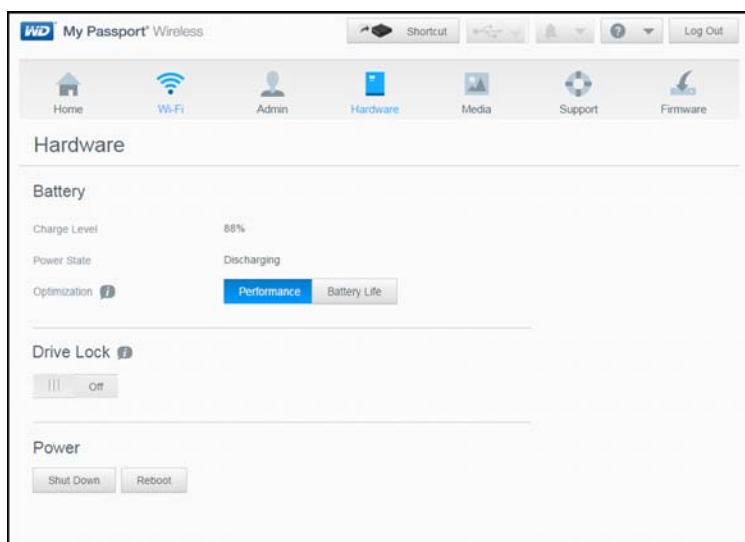 WD My Passport® Wireless
Shortcut
Log Out
Home
Wi-Fi
Admin
Hardware
Media
Support
Firmware
Hardware
Battery
Charge Level 88%
Power State Discharging
Optimization i Performance Battery Life
Drive Lock i
Off
Power
Shut Down Reboot